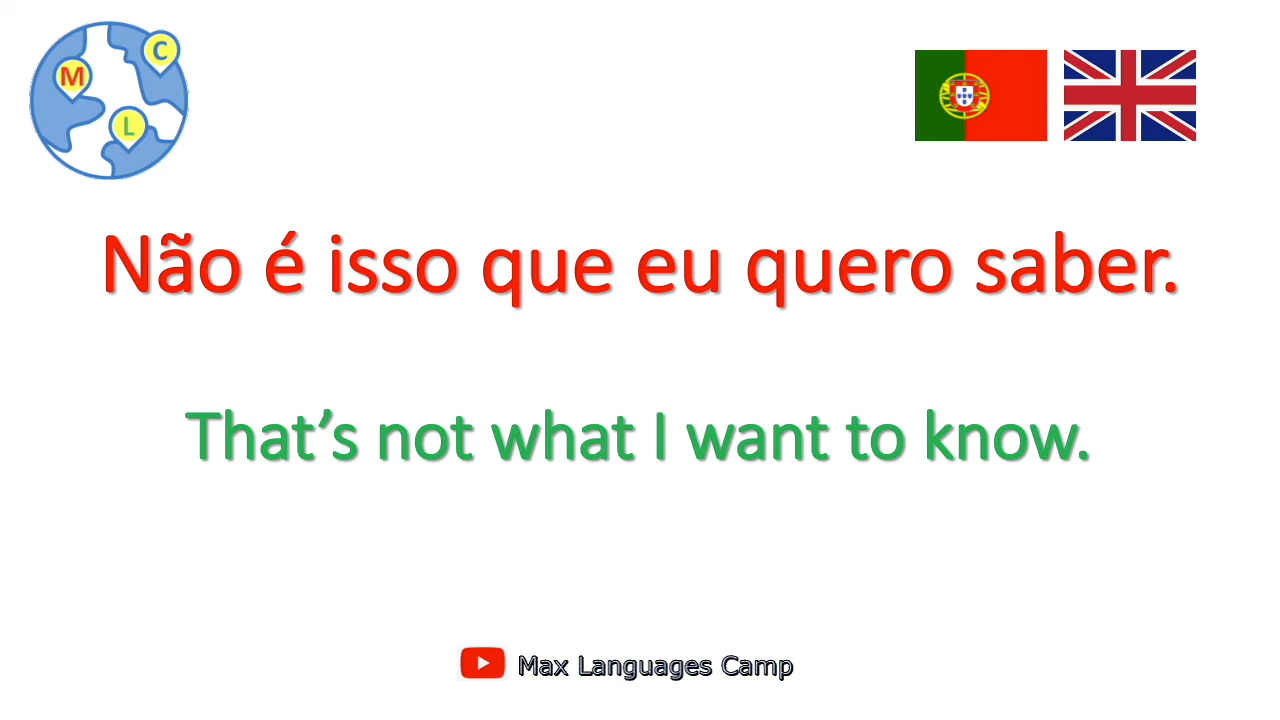 C
M
L
Não é isso que eu quero saber.
That’s not what I want to know.
Max Languages Camp